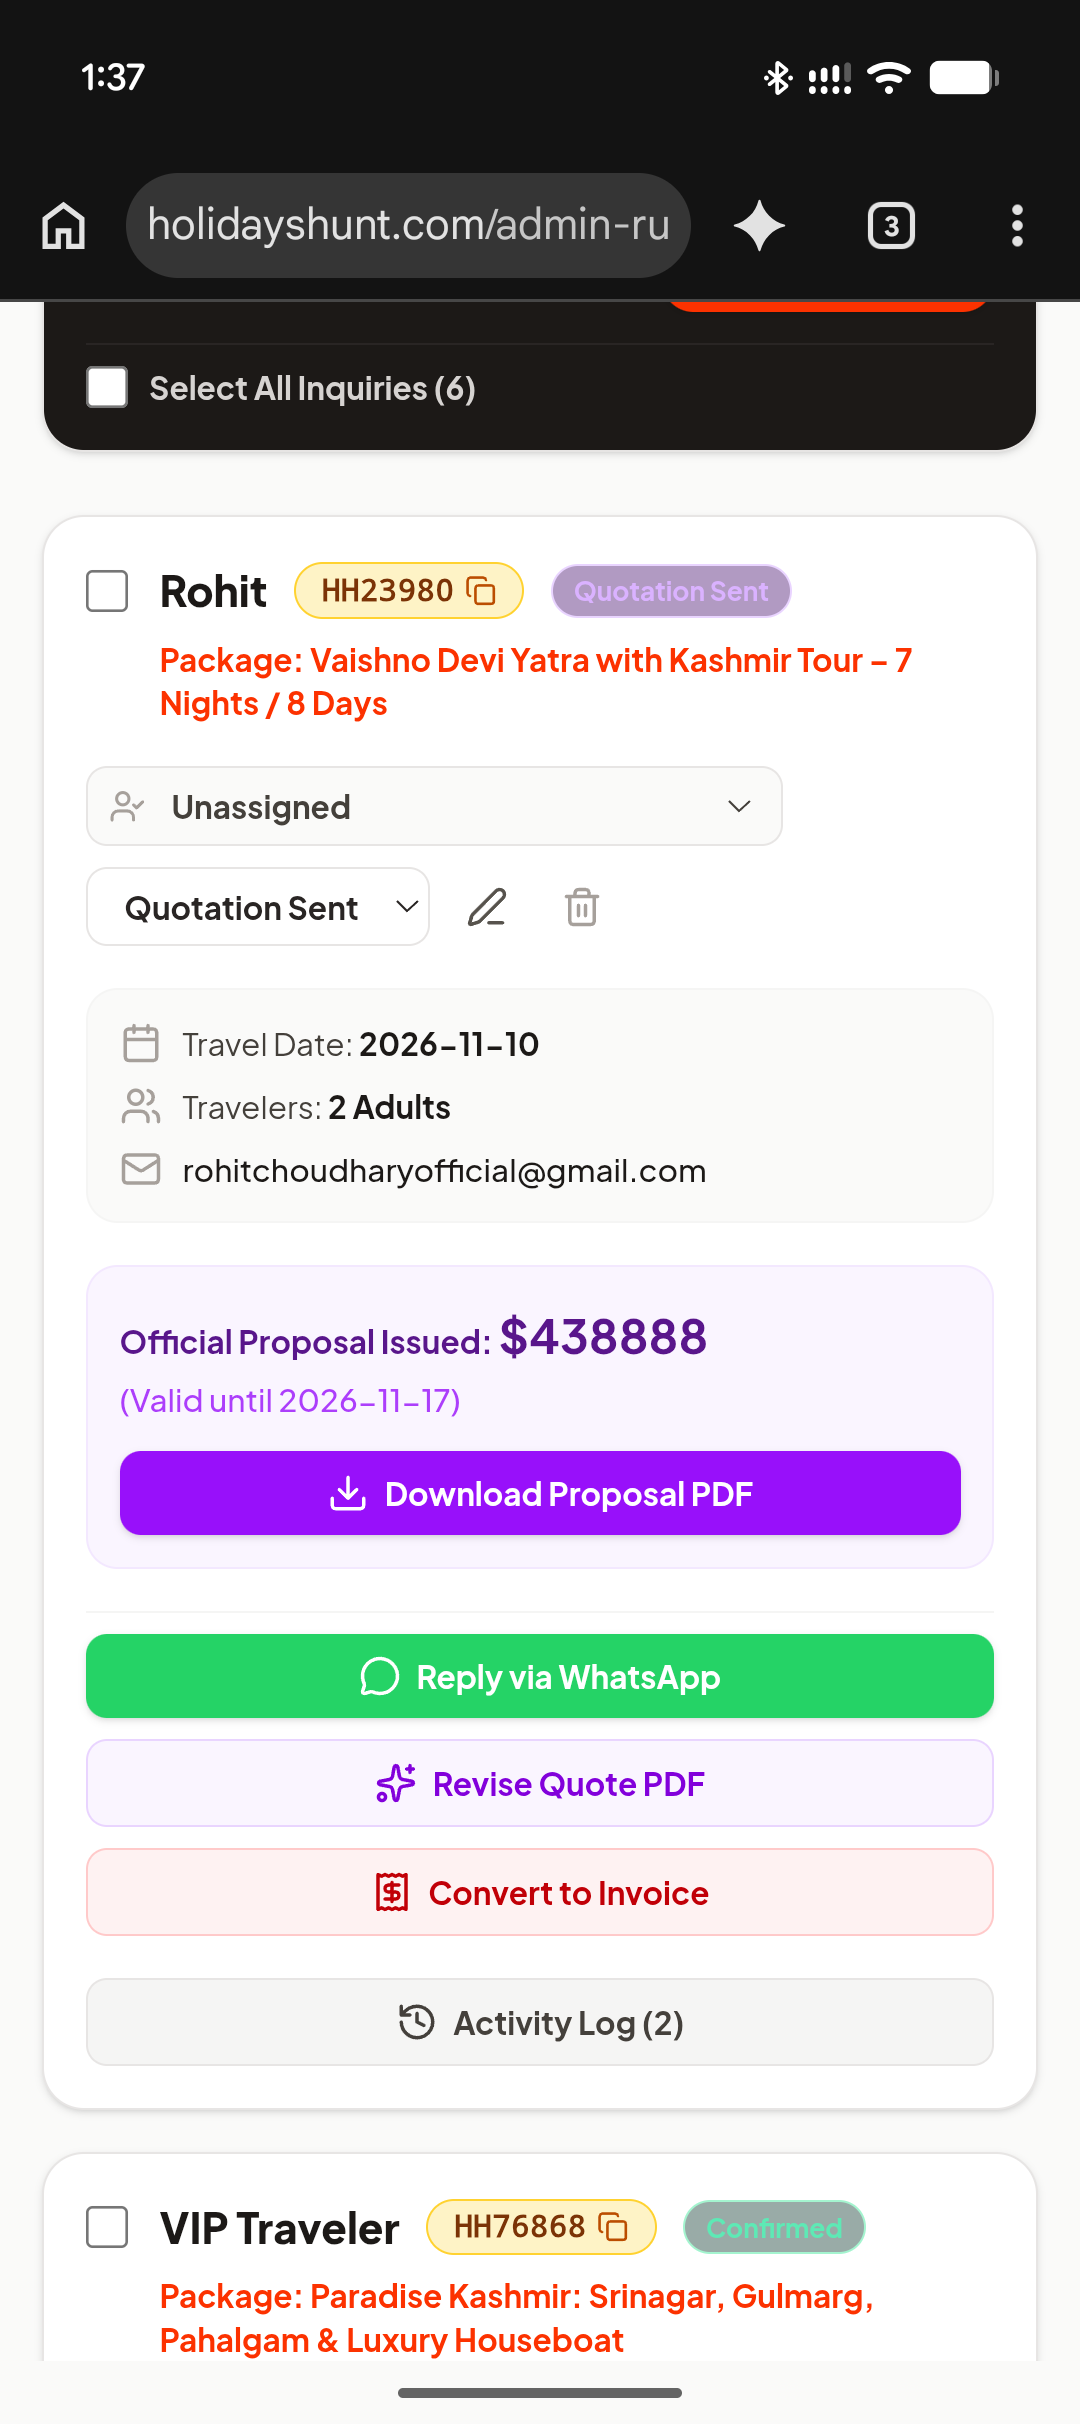 1:37
holidayshunt.com/admin-ru
3
Select All Inquiries (6)
Rohit HH23980 Quotation Sent
Package: Vaishno Devi Yatra with Kashmir Tour – 7
Nights / 8 Days
Unassigned
Quotation Sent
Travel Date: 2026-11-10
Travelers: 2 Adults
rohitchoudharyofficial@gmail.com
Official Proposal Issued: $438888
(Valid until 2026-11-17)
Download Proposal PDF
Reply via WhatsApp
Revise Quote PDF
Convert to Invoice
Activity Log (2)
VIP Traveler HH76868 Confirmed
Package: Paradise Kashmir: Srinagar, Gulmarg,
Pahalgam & Luxury Houseboat